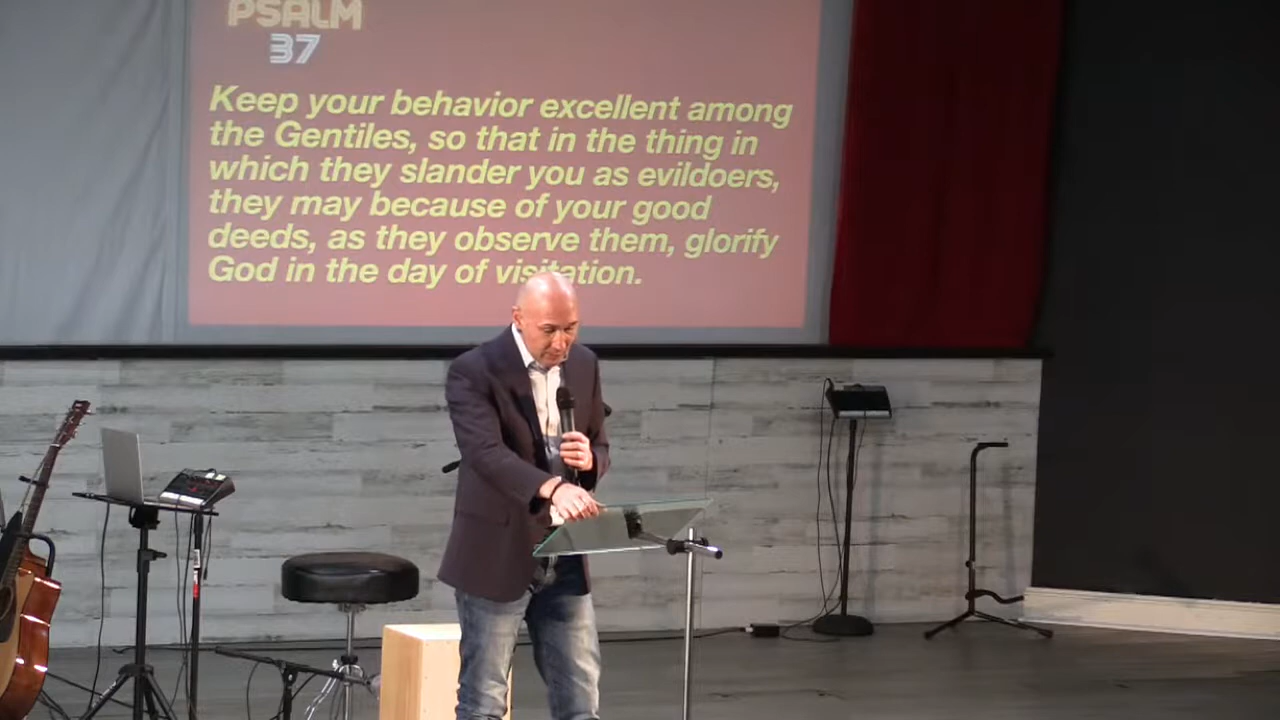 PSALM
37
Keep your behavior excellent among
the Gentiles, so that in the thing in
which they slander you as evildoers,
they may because of your good
deeds, as they observe them, glorify
God in the day of visitation.